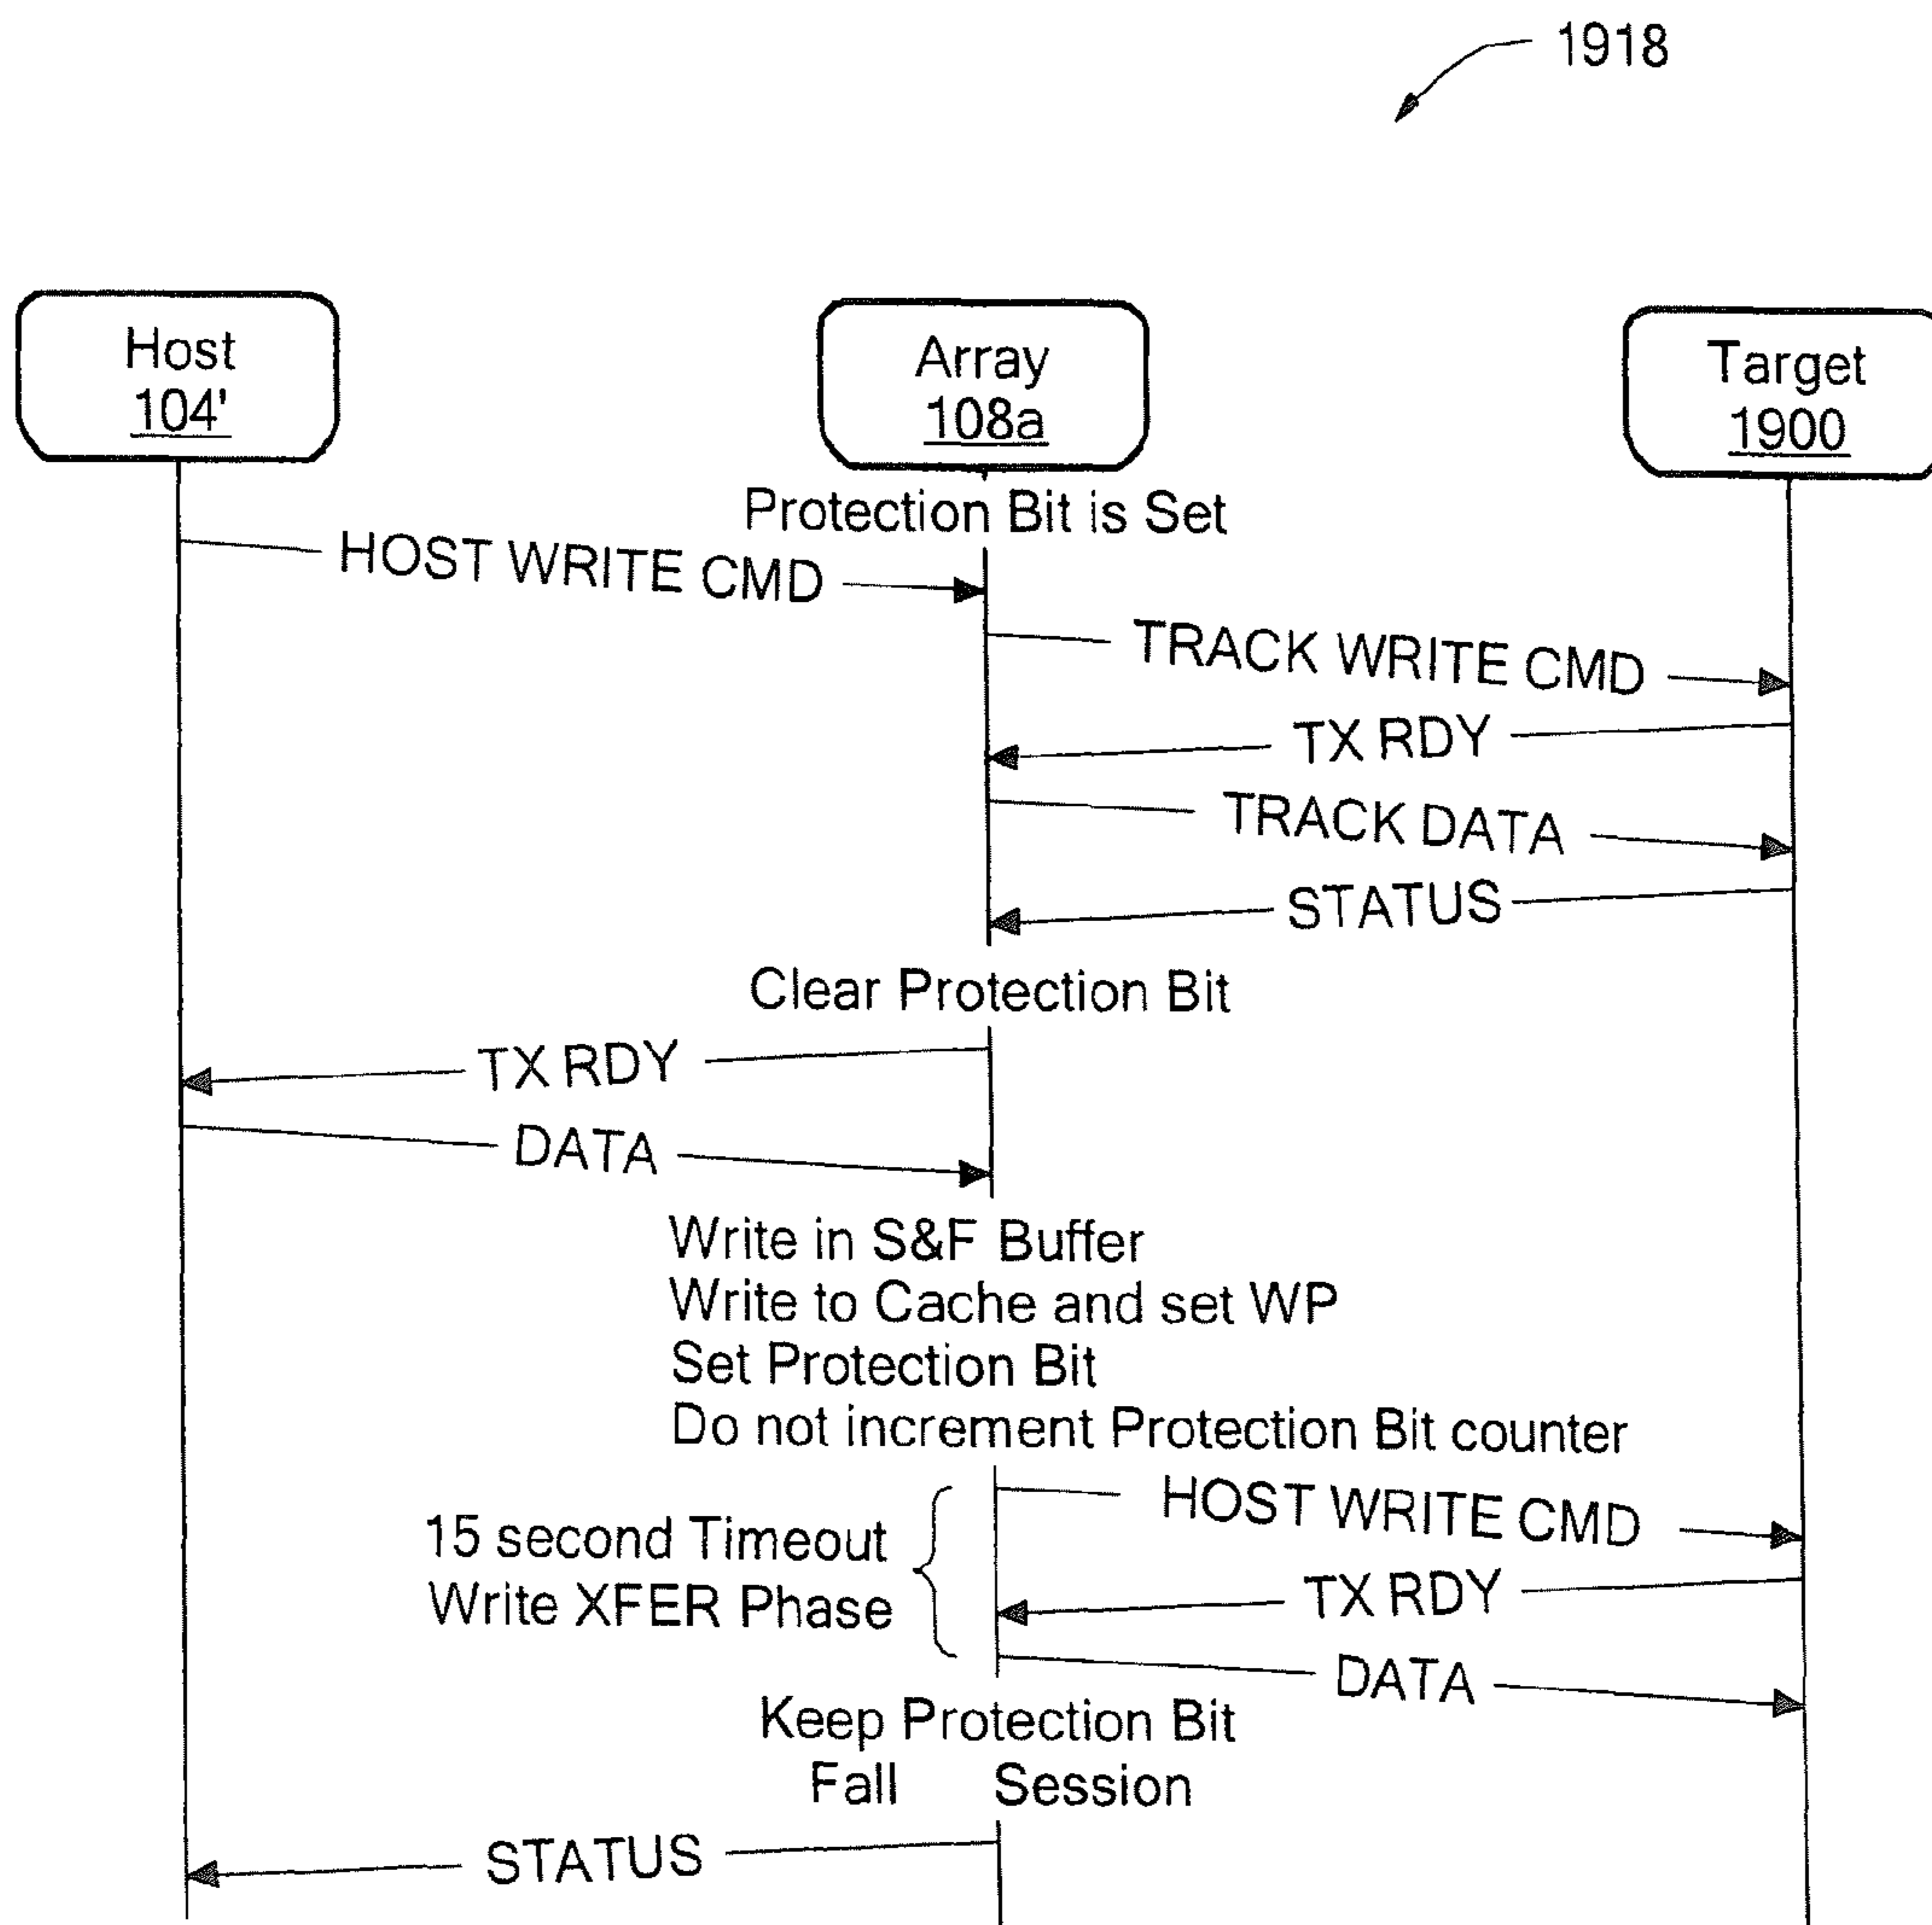 1918
Host
104'
Array
108a
Target
1900
Protection Bit is Set
HOST WRITE CMD
TRACK WRITE CMD
TX RDY
TRACK DATA
STATUS
Clear Protection Bit
TX RDY
DATA
Write in S&F Buffer
Write to Cache and set WP
Set Protection Bit
Do not increment Protection Bit counter
HOST WRITE CMD
15 second Timeout
Write XFER Phase
TX RDY
DATA
Keep Protection Bit
Fall Session
STATUS